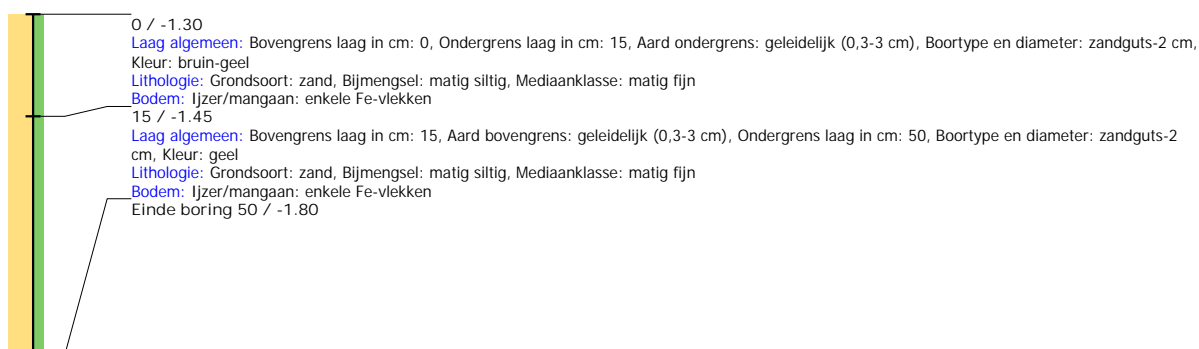 0 / -1.30
Laag algemeen: Bovengrens laag in cm: 0, Ondergrens laag in cm: 15, Aard ondergrens: geleidelijk (0,3-3 cm), Boortype en diameter: zandguts-2 cm,
Kleur: bruin-geel
Lithologie: Grondsoort: zand, Bijmengsel: matig siltig, Mediaanklasse: matig fijn
Bodem: Ijzer/mangaan: enkele Fe-vlekken
15 / -1.45
Laag algemeen: Bovengrens laag in cm: 15, Aard bovengrens: geleidelijk (0,3-3 cm), Ondergrens laag in cm: 50, Boortype en diameter: zandguts-2
cm, Kleur: geel
Lithologie: Grondsoort: zand, Bijmengsel: matig siltig, Mediaanklasse: matig fijn
Bodem: Ijzer/mangaan: enkele Fe-vlekken
Einde boring 50 / -1.80